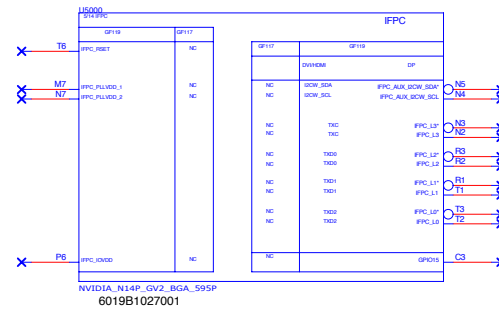 U5000
5/14 IFPC
IFPC
GF119 GF117
GF117 GF119
DVI/HDMI DP
T6 IFPC_RSET NC
M7 IFPC_PLLVDD_1 NC
N7 IFPC_PLLVDD_2 NC
NC I2CW_SDA IFPC_AUX_I2CW_SDA* N5
NC I2CW_SCL IFPC_AUX_I2CW_SCL N4
NC TXC IFPC_L3* N3
NC TXC IFPC_L3 N2
NC TXD0 IFPC_L2* R3
NC TXD0 IFPC_L2 R2
NC TXD1 IFPC_L1* R1
NC TXD1 IFPC_L1 T1
NC TXD2 IFPC_L0* T3
NC TXD2 IFPC_L0 T2
P6 IFPC_IOVDD NC
NC GPIO15 C3
NVIDIA_N14P_GV2_BGA_595P
6019B1027001